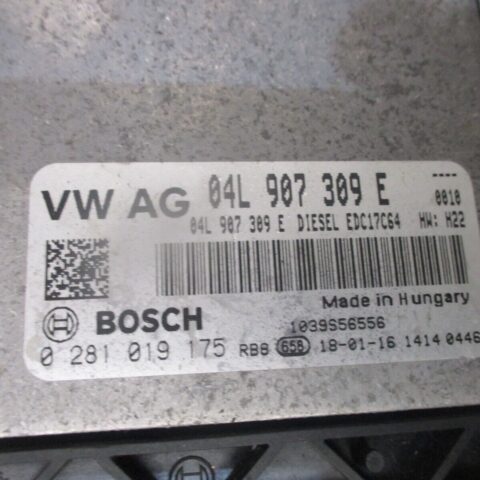 VW AG 04L 907 309 E ----
04L 907 309 E DIESEL EDC17C64 0010
HW: H22
Made in Hungary
BOSCH 1039S56556
0 281 019 175 RB8 658 18-01-16 1414 0446